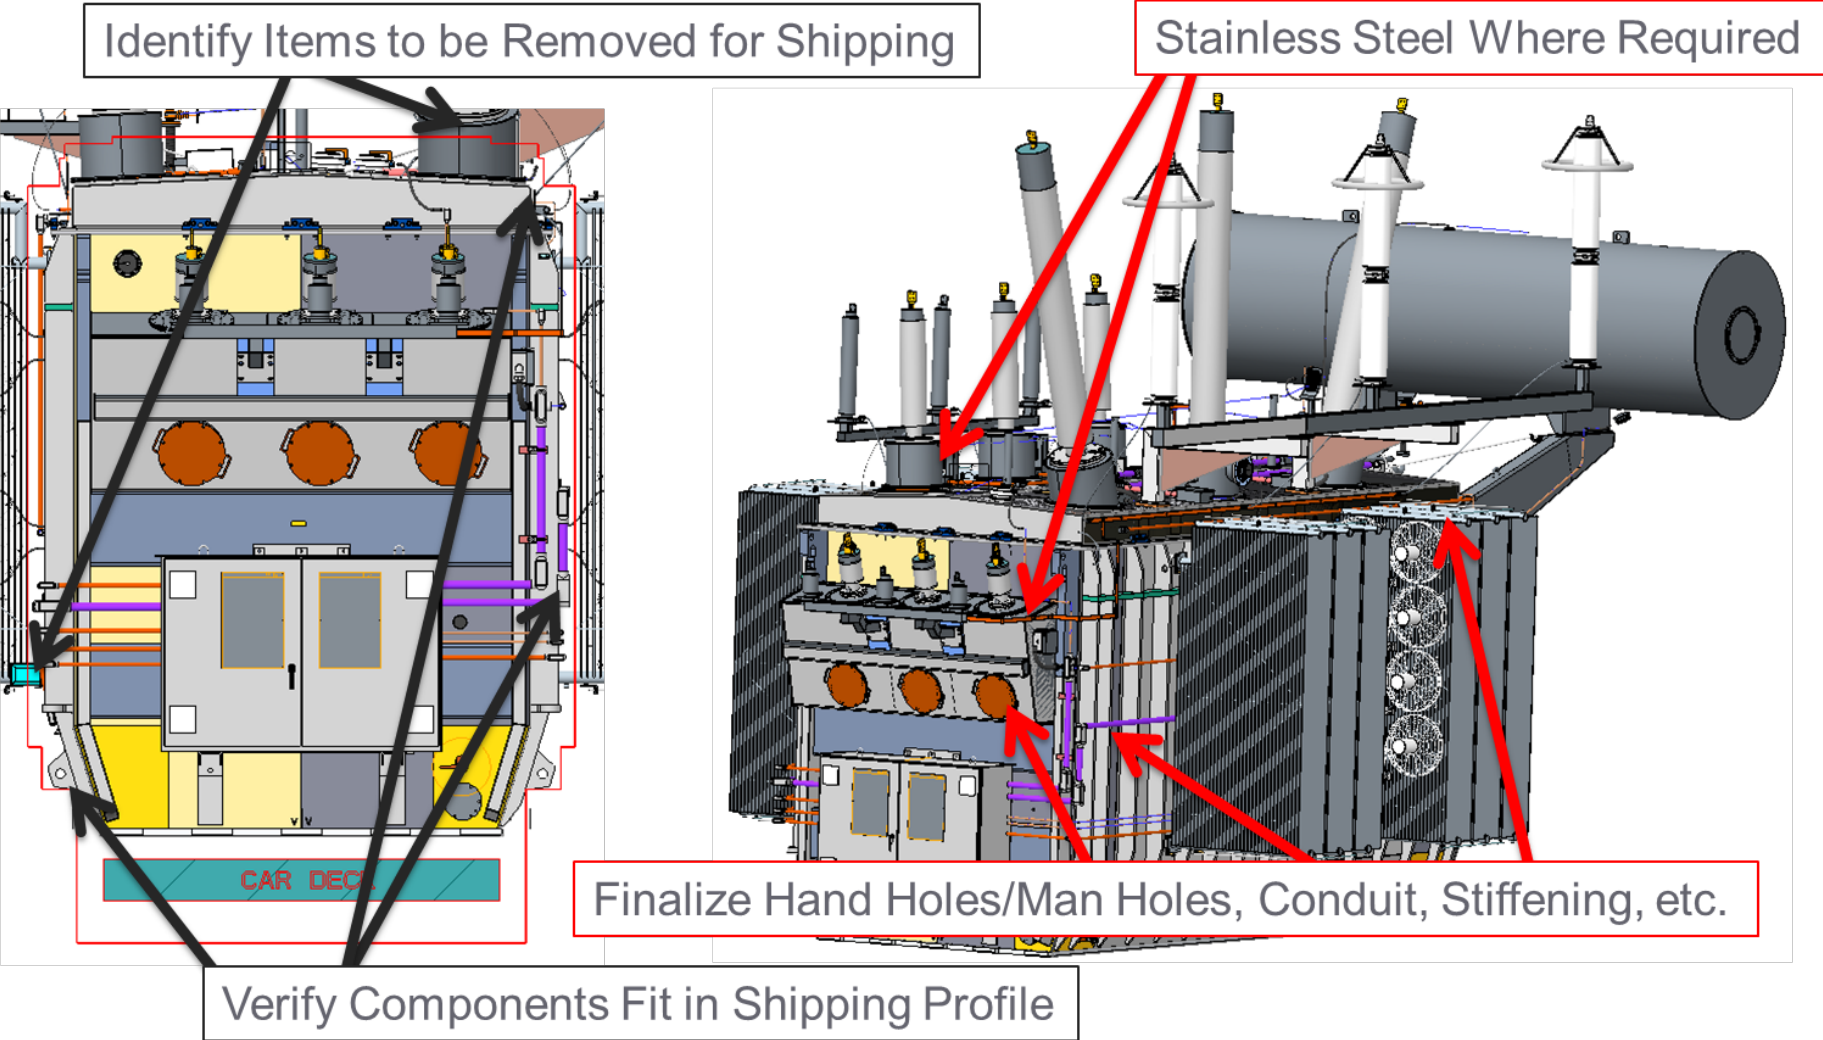 Identify Items to be Removed for Shipping
Stainless Steel Where Required
CAR DECK
Finalize Hand Holes/Man Holes, Conduit, Stiffening, etc.
Verify Components Fit in Shipping Profile